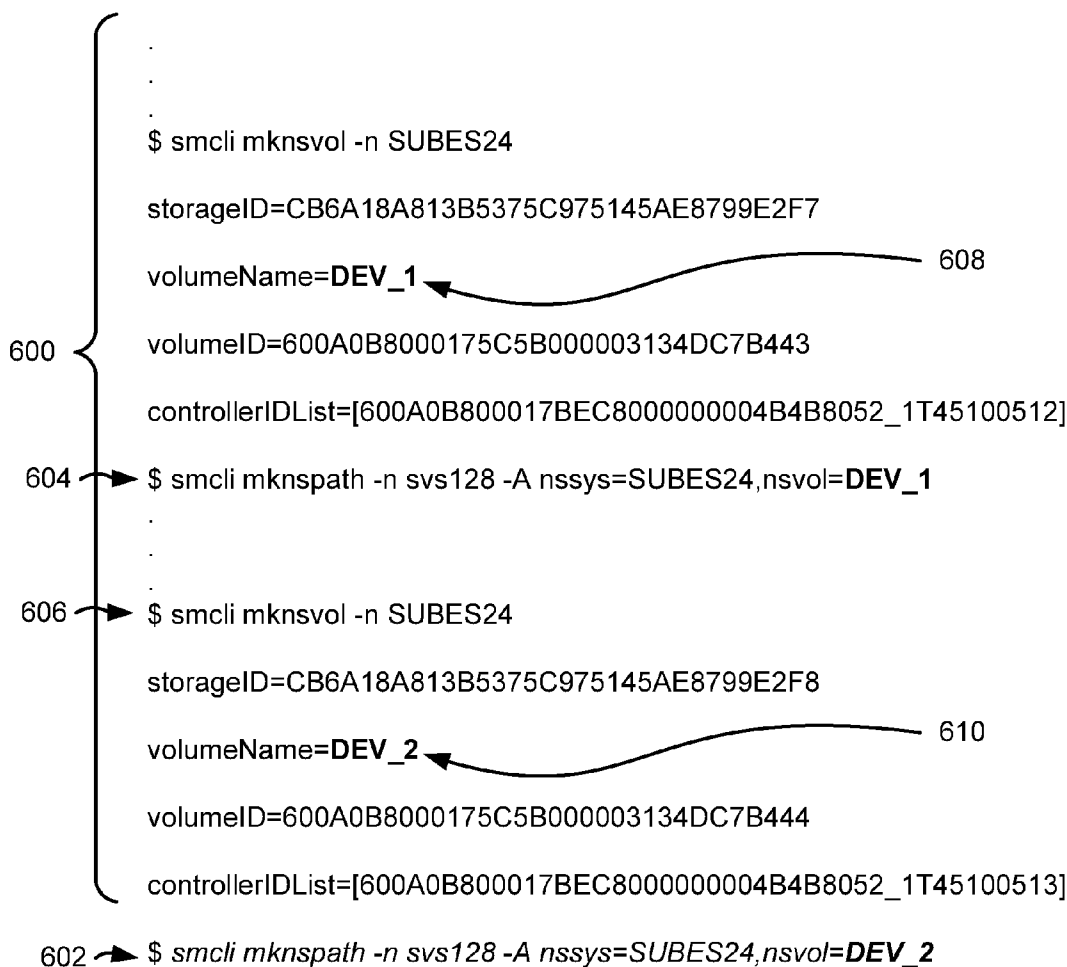 .
.
.
$ smcli mknsvol -n SUBES24
storageID=CB6A18A813B5375C975145AE8799E2F7
608
volumeName=DEV_1
600
volumeID=600A0B8000175C5B000003134DC7B443
controllerIDList=[600A0B800017BEC8000000004B4B8052_1T45100512]
604 $ smcli mknspath -n svs128 -A nssys=SUBES24,nsvol=DEV_1
.
.
.
606 $ smcli mknsvol -n SUBES24
storageID=CB6A18A813B5375C975145AE8799E2F8
610
volumeName=DEV_2
volumeID=600A0B8000175C5B000003134DC7B444
controllerIDList=[600A0B800017BEC8000000004B4B8052_1T45100513]
602 $ smcli mknspath -n svs128 -A nssys=SUBES24,nsvol=DEV_2